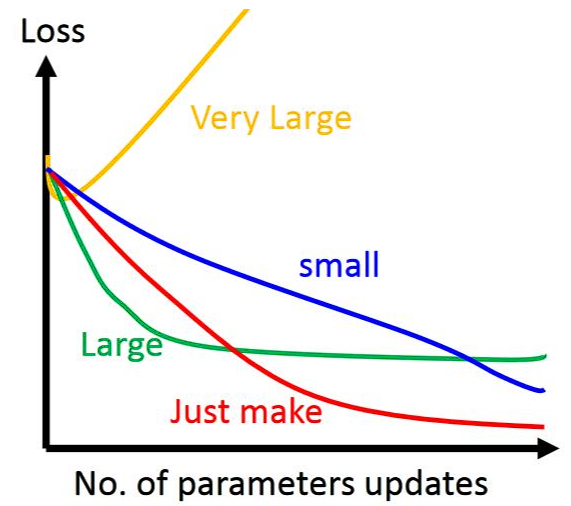 Loss
Very Large
small
Large
Just make
No. of parameters updates